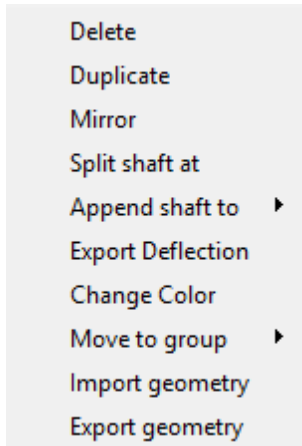 Delete
Duplicate
Mirror
Split shaft at
Append shaft to
Export Deflection
Change Color
Move to group
Import geometry
Export geometry